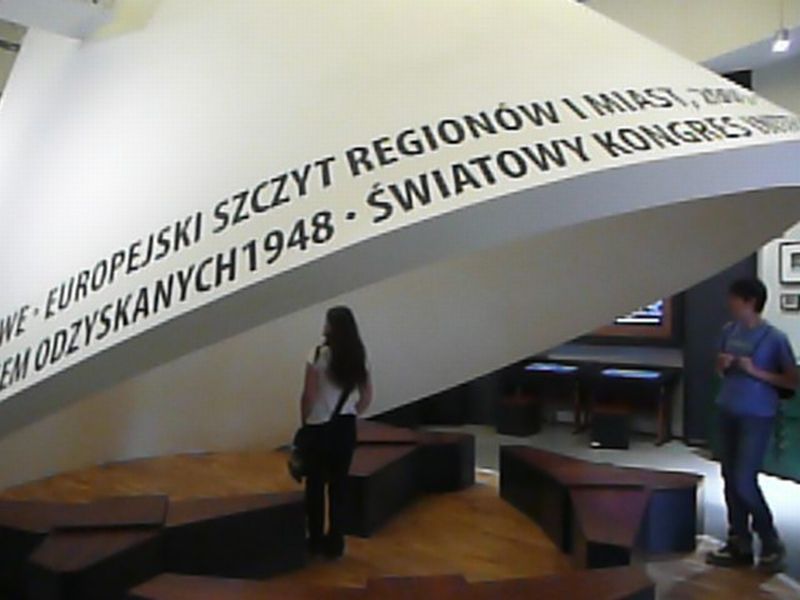 WE · EUROPEJSKI SZCZYT REGIONÓW I MIAST,
EM ODZYSKANYCH1948 · ŚWIATOWY KONGRES